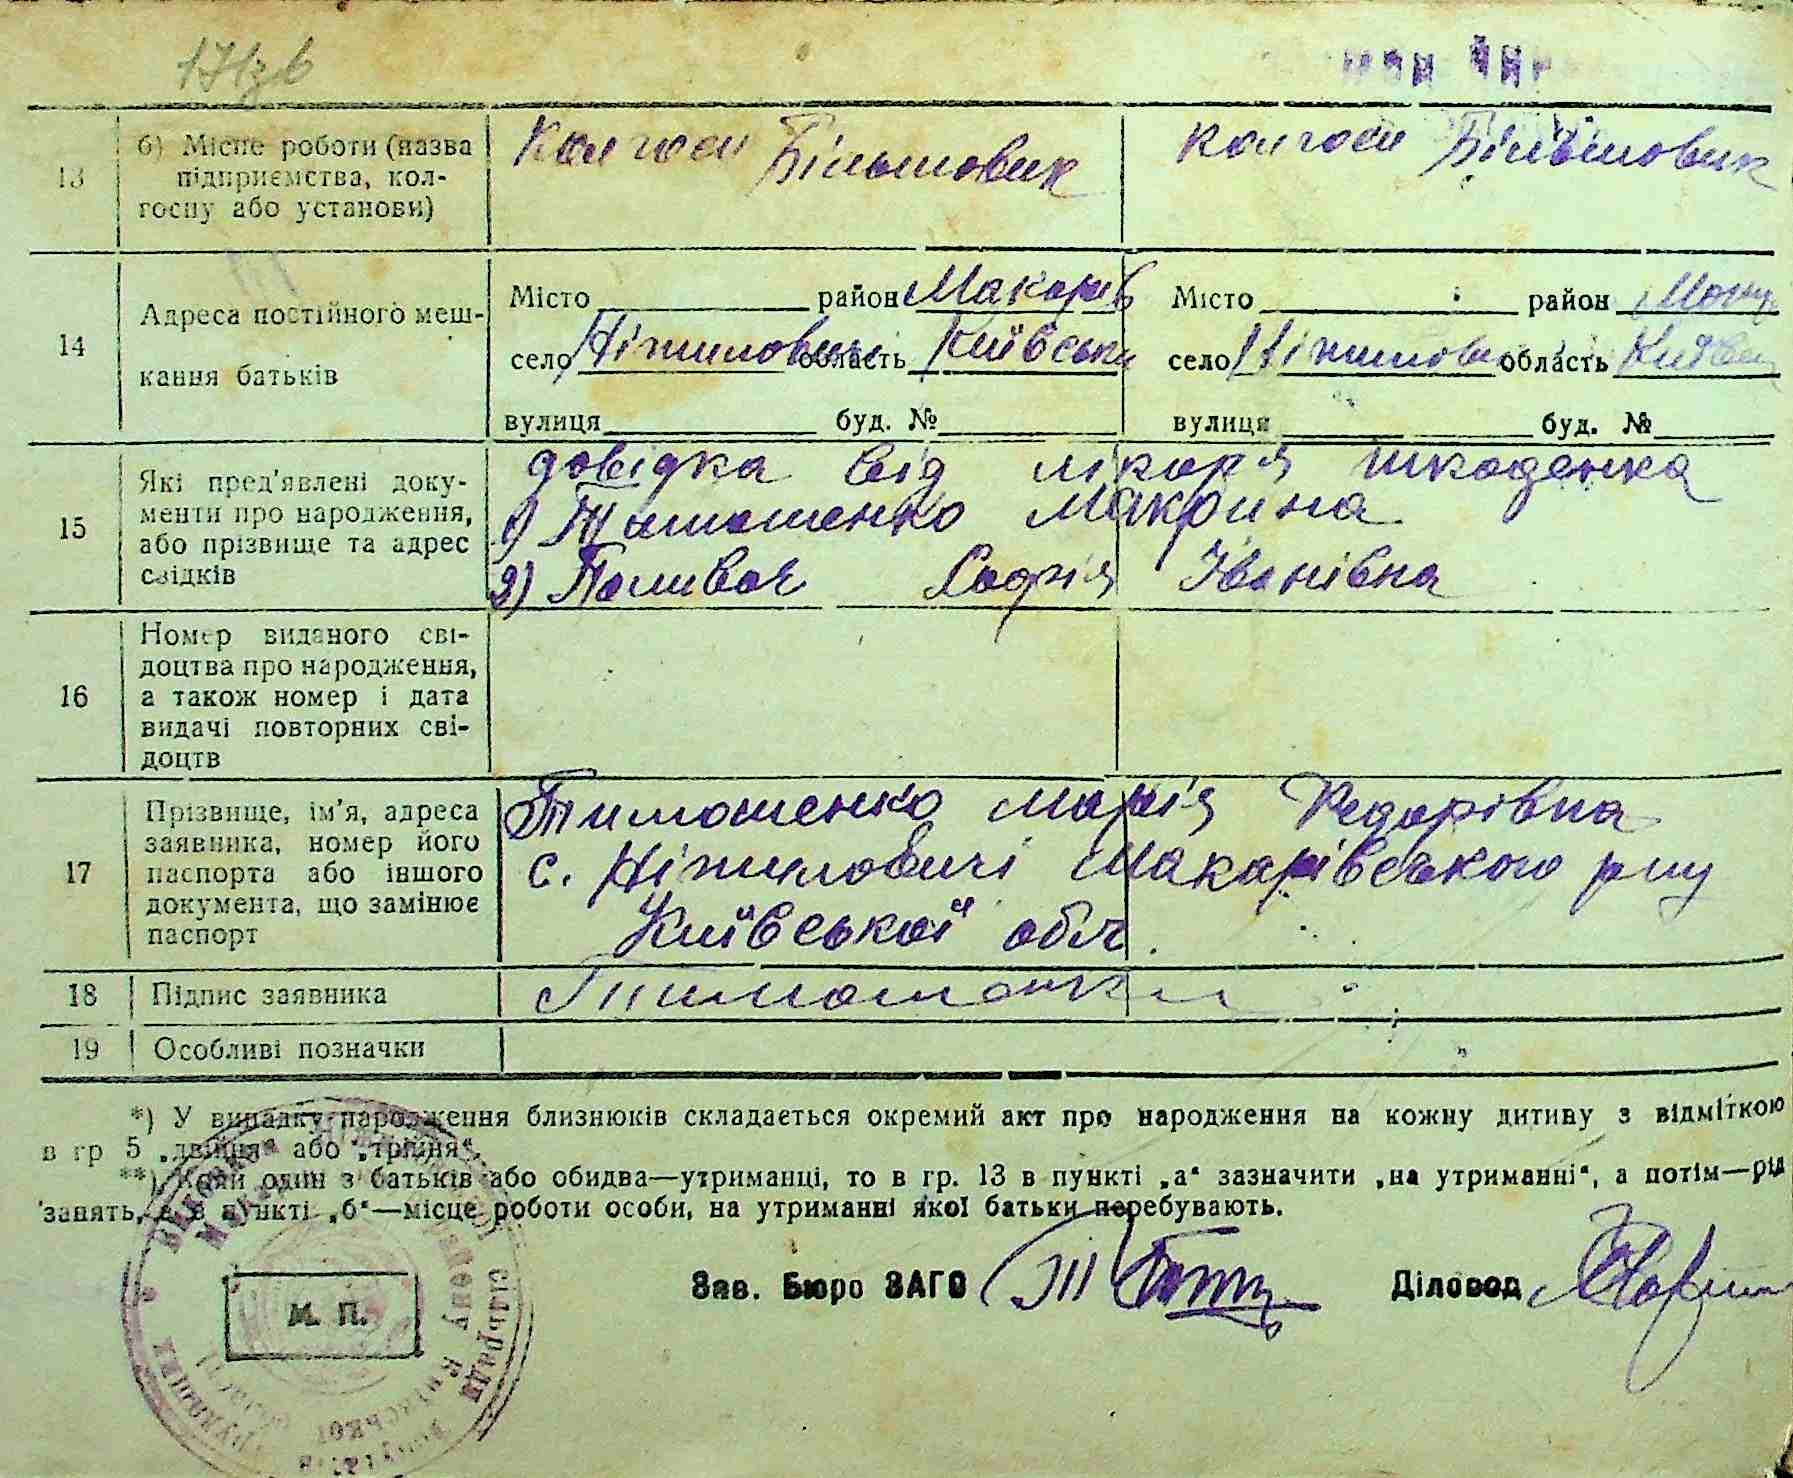 13 б) Місце роботи (назва підприємства, колгоспу або установи)
Колгосп Більшовик
колгосп Більшовик
14 Адреса постійного мешкання батьків
Місто район Макарів
село Ніжиловичі область Київськ
вулиця буд. №
Місто район
село Ніжилови область
вулиця буд. №
15 Які пред'явлені документи про народження, або прізвище та адрес свідків
довідка від лікаря
1) Тимошенко Макрина
2) Поливач Софія Іванівна
16 Номер виданого свідоцтва про народження, а також номер і дата видачі повторних свідоцтв
17 Прізвище, ім'я, адреса заявника, номер його паспорта або іншого документа, що замінює паспорт
Тимошенко Марія Федорівна
с. Ніжиловичі Макарівського р-ну
Київської обл.
18 Підпис заявника
Тимошенко
19 Особливі позначки
*) У випадку народження близнюків складається окремий акт про народження на кожну дитину з відміткою
в гр 5 „двійня“ або „трійня“.
**) Коли один з батьків або обидва—утриманці, то в гр. 13 в пункті „а“ зазначити „на утриманні“, а потім—рід
занять, а в пункті „б“—місце роботи особи, на утриманні якої батьки перебувають.
М. П.
Зав. Бюро ЗАГС
Діловод